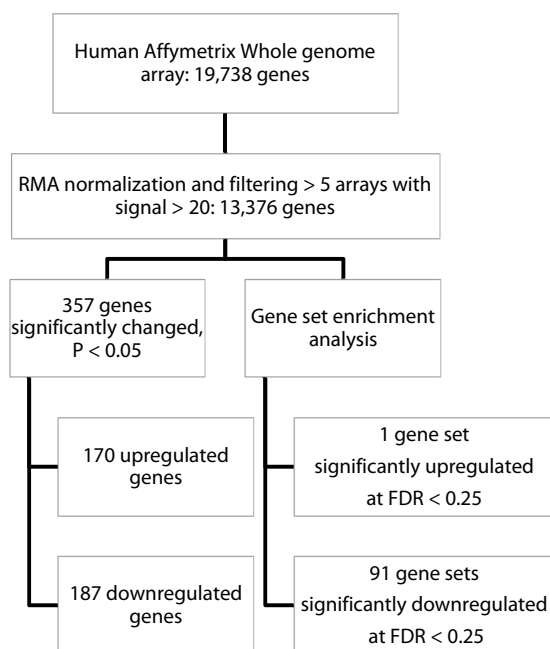 Human Affymetrix Whole genome
array: 19,738 genes
RMA normalization and filtering > 5 arrays with
signal > 20: 13,376 genes
357 genes
significantly changed,
P < 0.05
Gene set enrichment
analysis
170 upregulated
genes
1 gene set
significantly upregulated
at FDR < 0.25
187 downregulated
genes
91 gene sets
significantly downregulated
at FDR < 0.25